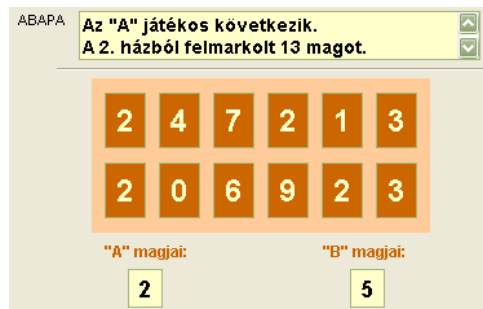 ABAPA
Az "A" játékos következik.
A 2. házból felmarkolt 13 magot.
2 4 7 2 1 3
2 0 6 9 2 3
"A" magjai: "B" magjai:
2 5